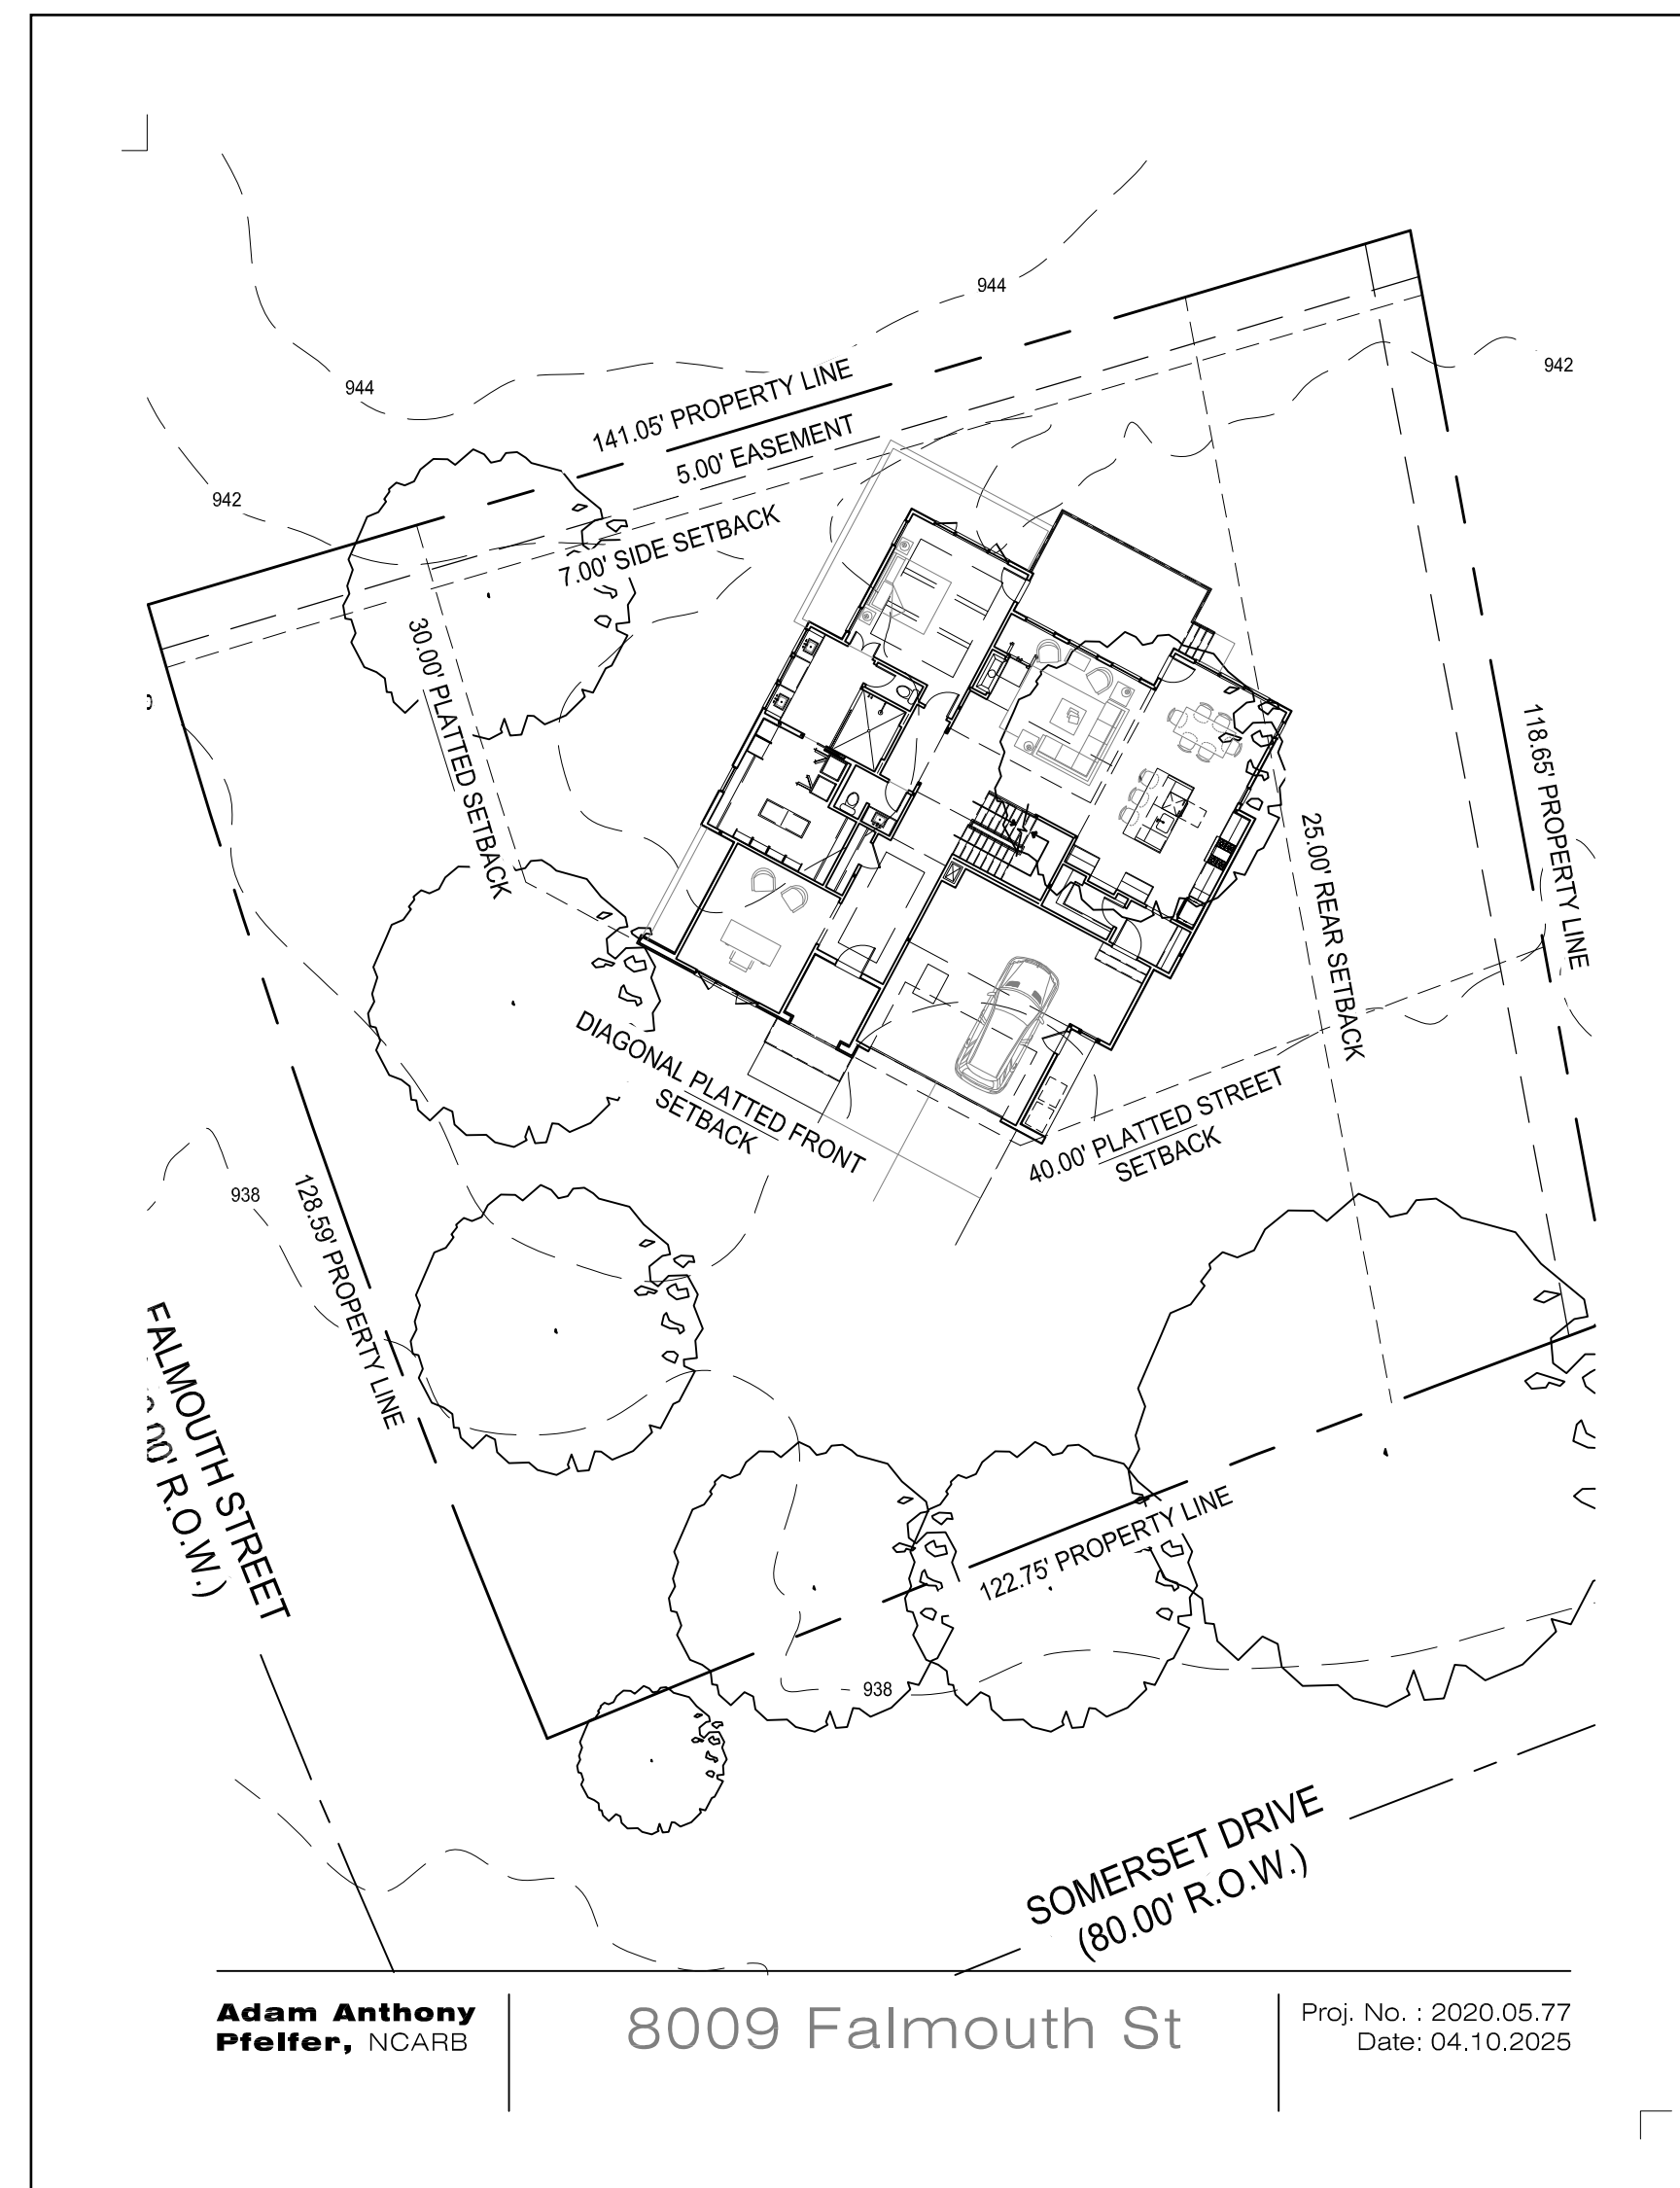 944
944
942
141.05' PROPERTY LINE
5.00' EASEMENT
942
7.00' SIDE SETBACK
30.00' PLATTED SETBACK
118.65' PROPERTY LINE
25.00' REAR SETBACK
DIAGONAL PLATTED FRONT
SETBACK
40.00' PLATTED STREET
SETBACK
938
128.59' PROPERTY LINE
FALMOUTH STREET
R.O.W.)
122.75' PROPERTY LINE
938
SOMERSET DRIVE
(80.00' R.O.W.)
Adam Anthony
Pfelfer, NCARB
8009 Falmouth St
Proj. No. : 2020.05.77
Date: 04.10.2025